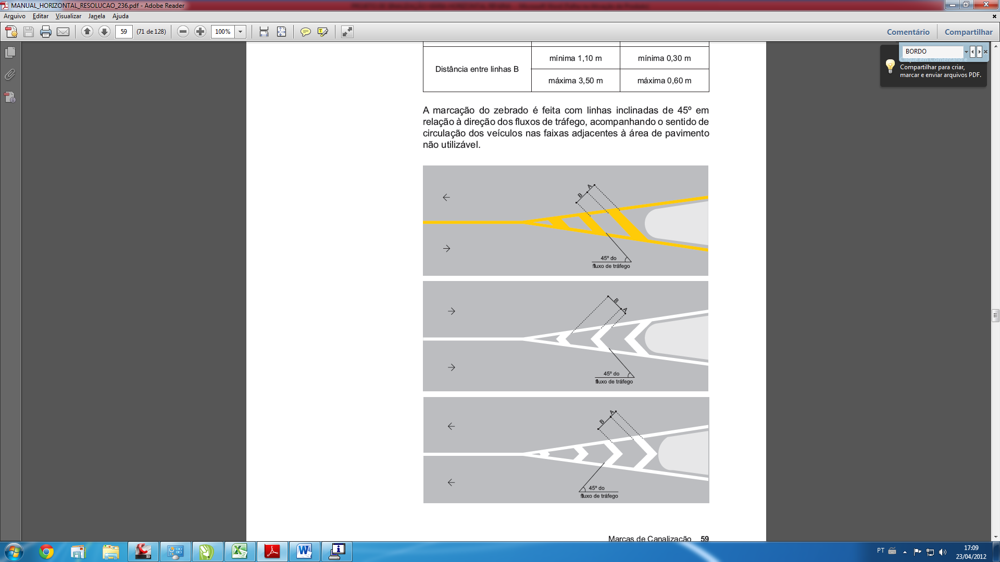 MANUAL_HORIZONTAL_RESOLUCAO_236.pdf - Adobe Reader
Arquivo Editar Visualizar Janela Ajuda
59 (71 de 128) 100% Comentário Compartilhar
BORDO
Compartilhar para criar,
marcar e enviar arquivos PDF.
Distância entre linhas B
mínima 1,10 m mínima 0,30 m
máxima 3,50 m máxima 0,60 m
A marcação do zebrado é feita com linhas inclinadas de 45º em
relação à direção dos fluxos de tráfego, acompanhando o sentido de
circulação dos veículos nas faixas adjacentes à área de pavimento
não utilizável.
A
B
45º do
fluxo de tráfego
B
A
45º do
fluxo de tráfego
A
B
45º do
fluxo de tráfego
Marcas de Canalização 59
PT
17:09
23/04/2012